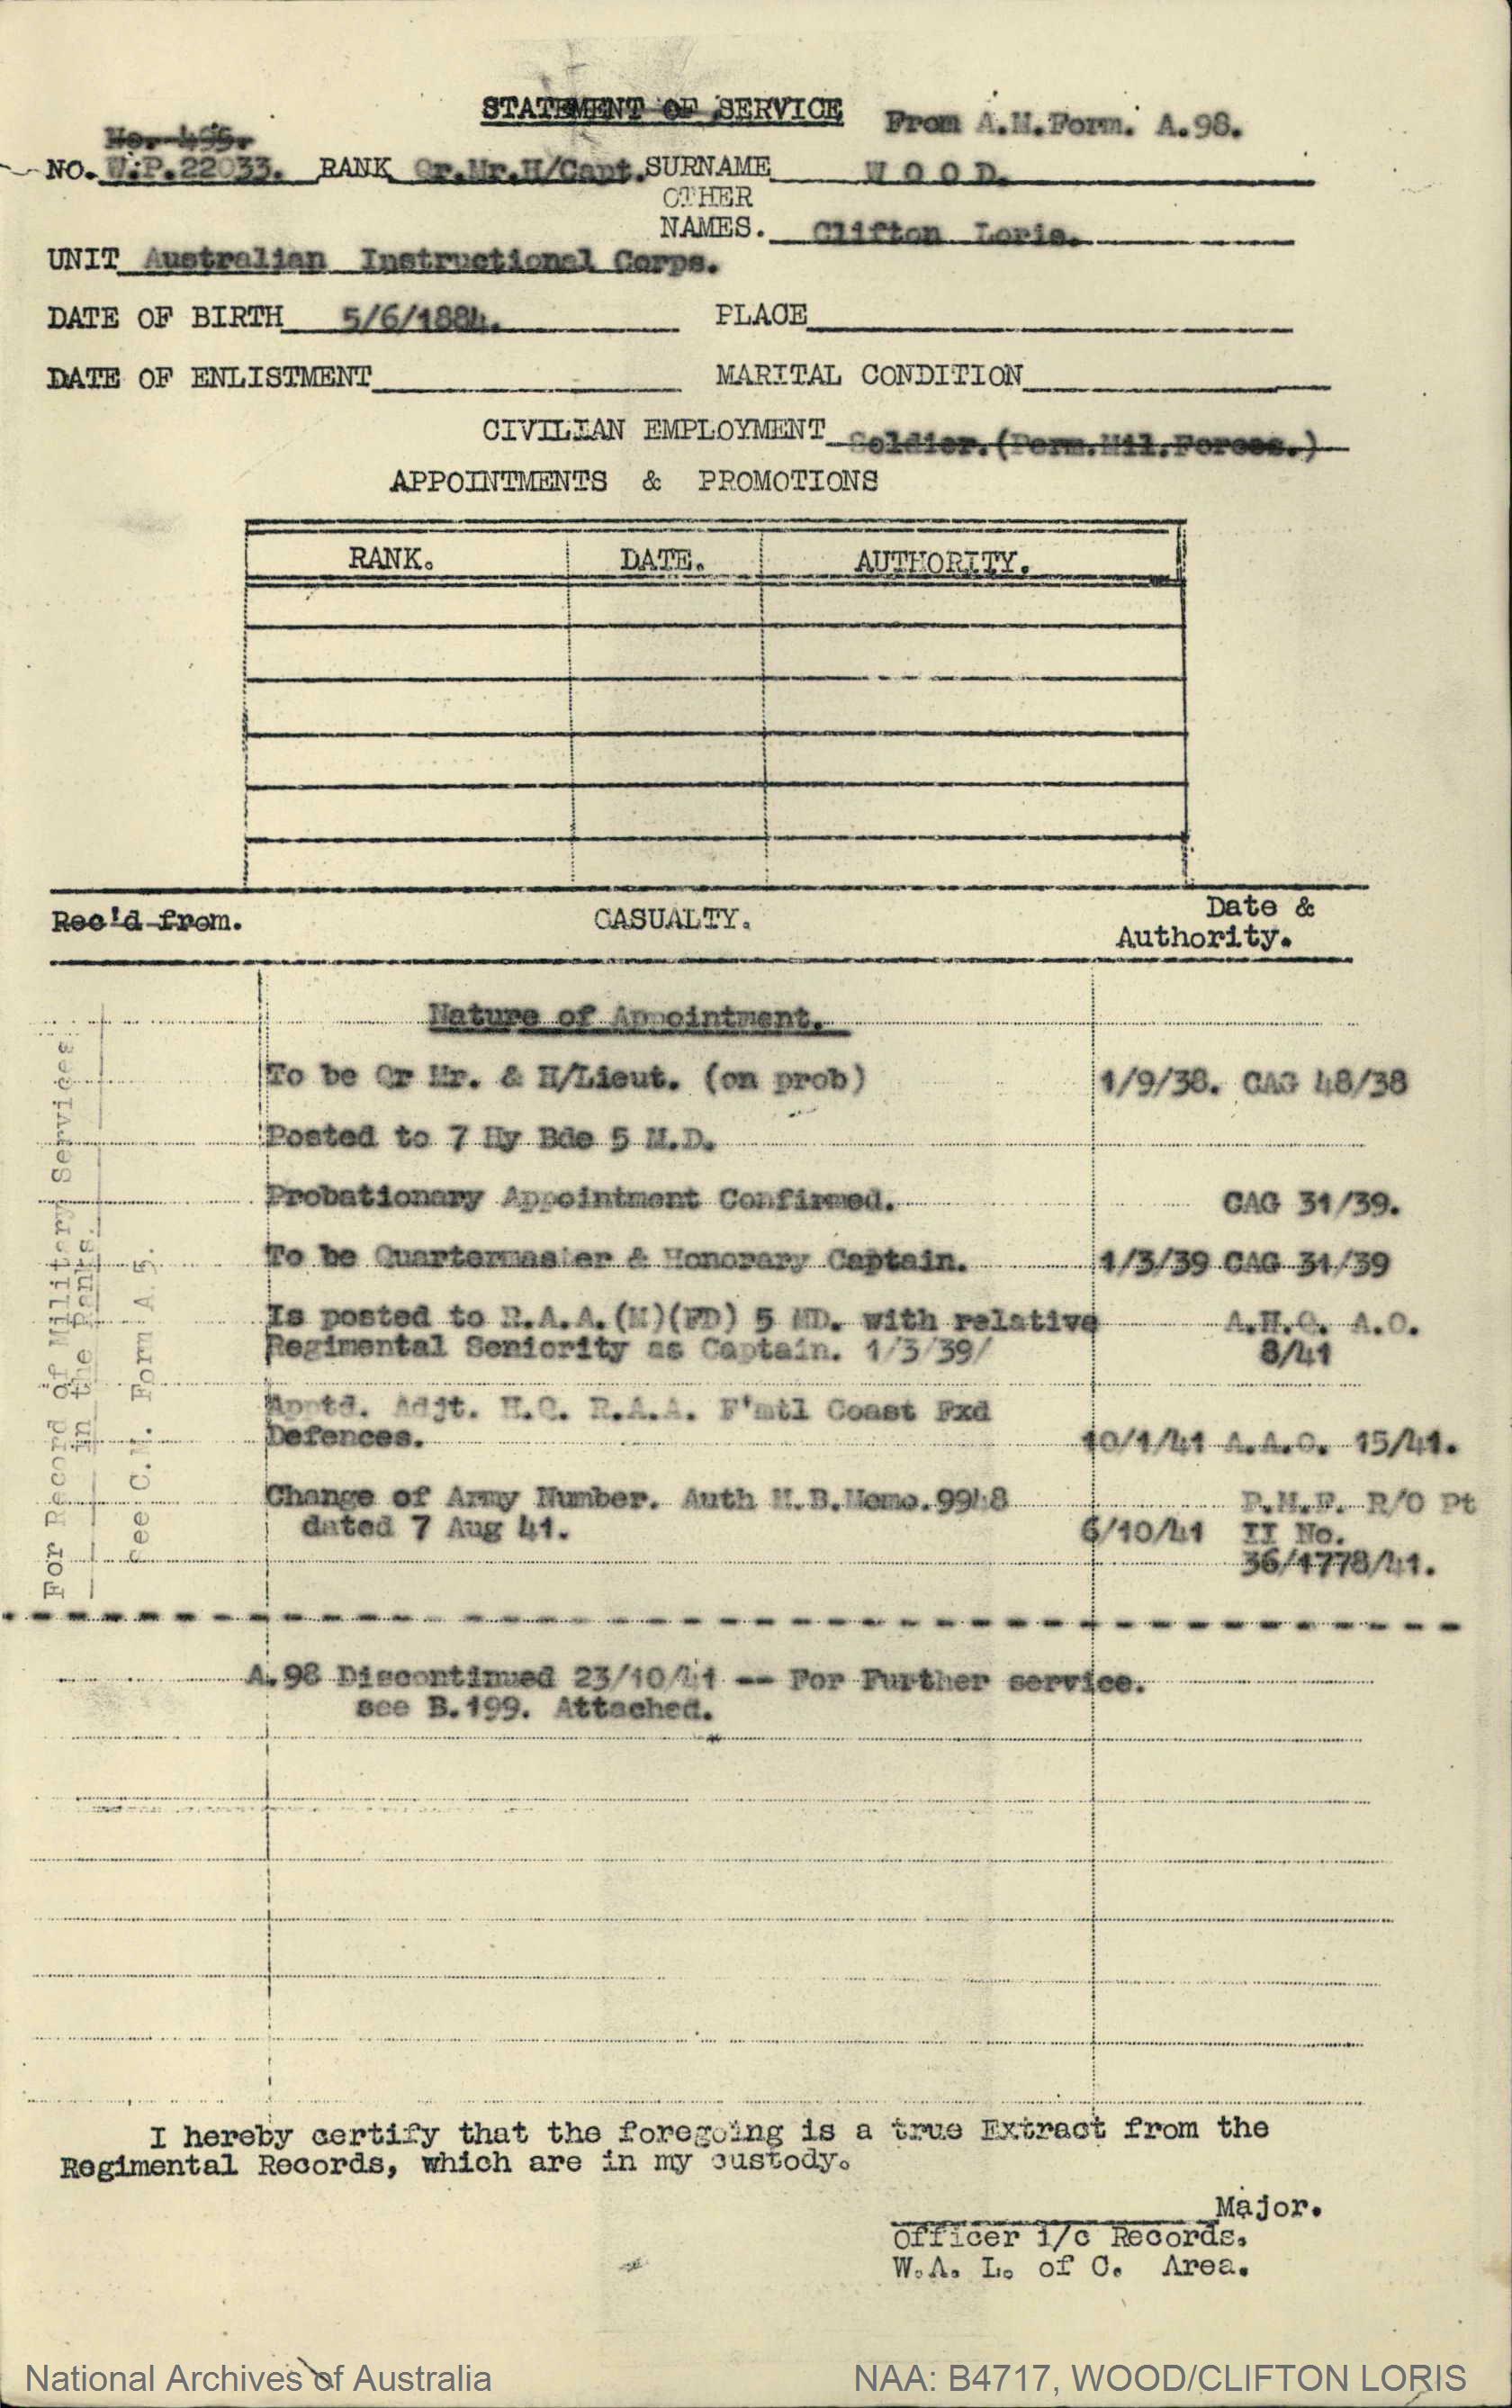 STATEMENT OF SERVICE From A.M.Form. A.98.
No. 455.
NO. W.P.22033. RANK Qr.Mr.H/Capt. SURNAME W O O D.
OTHER
NAMES. Clifton Loris.
UNIT Australian Instructional Corps.
DATE OF BIRTH 5/6/1884. PLACE
DATE OF ENLISTMENT MARITAL CONDITION
CIVILIAN EMPLOYMENT Soldier.(Perm.Mil.Forces.)
APPOINTMENTS & PROMOTIONS
RANK. DATE. AUTHORITY.
Rec'd from. CASUALTY. Date &
Authority.
For Record of Military Services
in the Ranks.
see C.M. Form A 5.
Nature of Appointment.
To be Qr Mr. & H/Lieut. (on prob) 1/9/38. CAG 48/38
Posted to 7 Hy Bde 5 M.D.
Probationary Appointment Confirmed. CAG 31/39.
To be Quartermaster & Honorary Captain. 1/3/39 CAG 31/39
Is posted to R.A.A.(M)(FD) 5 MD. with relative A.H.Q. A.O.
Regimental Seniority as Captain. 1/3/39/ 8/41
Apptd. Adjt. H.Q. R.A.A. F'mtl Coast Fxd
Defences. 10/1/41 A.A.O. 15/41.
Change of Army Number. Auth M.B.Memo.9948 P.M.F. R/O Pt
dated 7 Aug 41. 6/10/41 II No.
36/1778/41.
A.98 Discontinued 23/10/41 -- For Further service.
see B.199. Attached.
I hereby certify that the foregoing is a true Extract from the
Regimental Records, which are in my custody.
Major.
Officer i/c Records.
W.A. L. of C. Area.
National Archives of Australia NAA: B4717, WOOD/CLIFTON LORIS